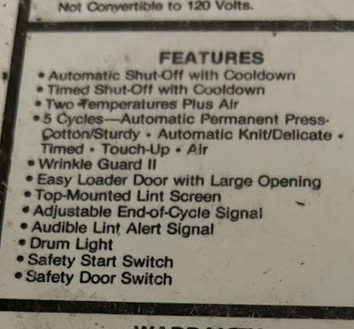 Not Convertible to 120 Volts.
FEATURES
• Automatic Shut-Off with Cooldown
• Timed Shut-Off with Cooldown
• Two Temperatures Plus Air
• 5 Cycles—Automatic Permanent Press-
Cotton/Sturdy • Automatic Knit/Delicate •
Timed • Touch-Up • Air
• Wrinkle Guard II
• Easy Loader Door with Large Opening
• Top-Mounted Lint Screen
• Adjustable End-of-Cycle Signal
• Audible Lint Alert Signal
• Drum Light
• Safety Start Switch
• Safety Door Switch